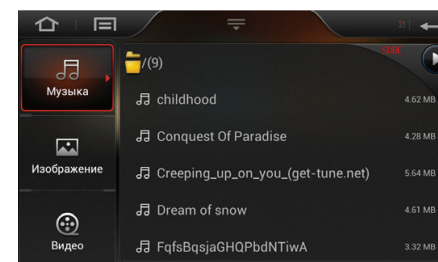 /(9)
Музыка
childhood
4.62 MB
Conquest Of Paradise
4.28 MB
Изображение
Creeping_up_on_you_(get-tune.net)
5.64 MB
Dream of snow
4.61 MB
Видео
FqfsBqsjaGHQPbdNTiwA
3.32 MB